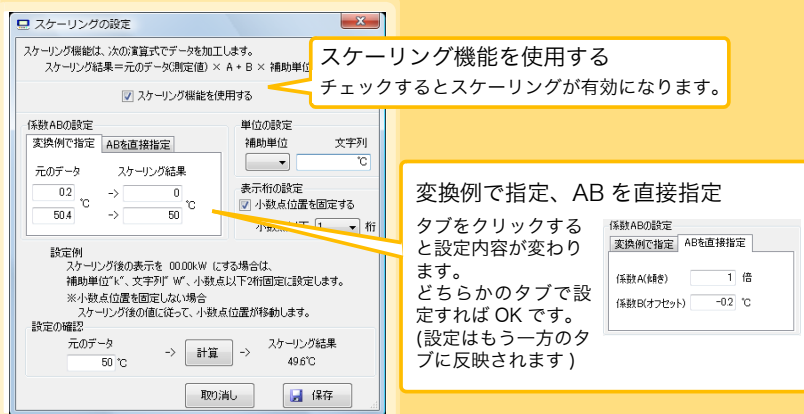 スケーリングの設定
スケーリング機能は、次の演算式でデータを加工します。
スケーリング結果＝元のデータ(測定値) × A + B × 補助単位
スケーリング機能を使用する
係数ABの設定
変換例で指定 ABを直接指定
元のデータ スケーリング結果
0.2 -> 0
℃ ℃
50.4 -> 50
単位の設定
補助単位 文字列
℃
表示桁の設定
小数点位置を固定する
1 桁
設定例
スケーリング後の表示を 00.00kW にする場合は、
補助単位"k"、文字列" W"、小数点以下2桁固定に設定します。
※小数点位置を固定しない場合
スケーリング後の値に従って、小数点位置が移動します。
設定の確認
元のデータ スケーリング結果
50 ℃ -> 計算 -> 49.6℃
取り消し 保存
スケーリング機能を使用する
チェックするとスケーリングが有効になります。
変換例で指定、AB を直接指定
タブをクリックする
と設定内容が変わり
ます。
どちらかのタブで設
定すれば OK です。
(設定はもう一方のタ
ブに反映されます )
係数ABの設定
変換例で指定 ABを直接指定
係数A(傾き) 1 倍
係数B(オフセット) -0.2 ℃